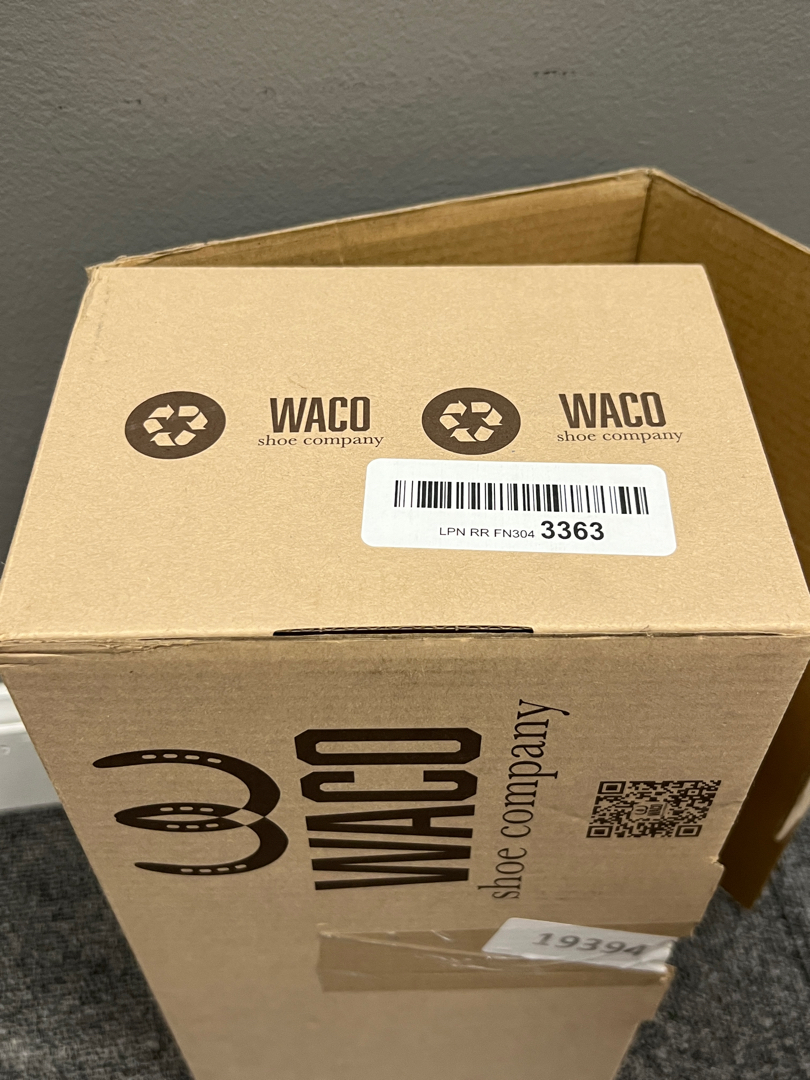 WACO
shoe company
WACO
shoe company
LPN RR FN304 3363
WACO
shoe company
19394